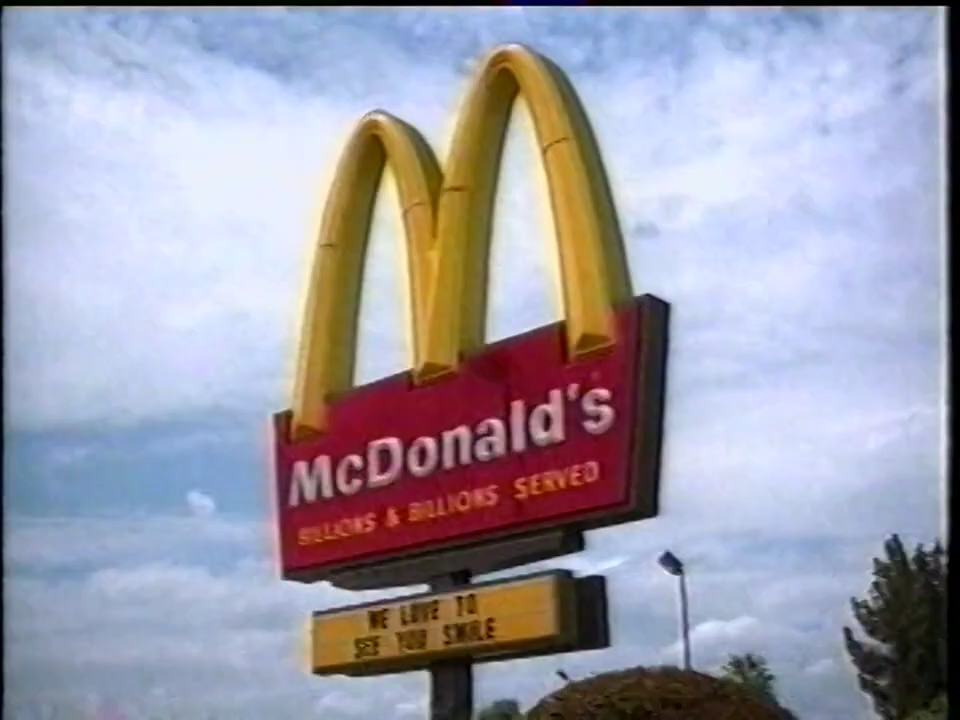 McDonald's
BILLIONS & BILLIONS SERVED
WE LOVE TO
SEE YOU SMILE